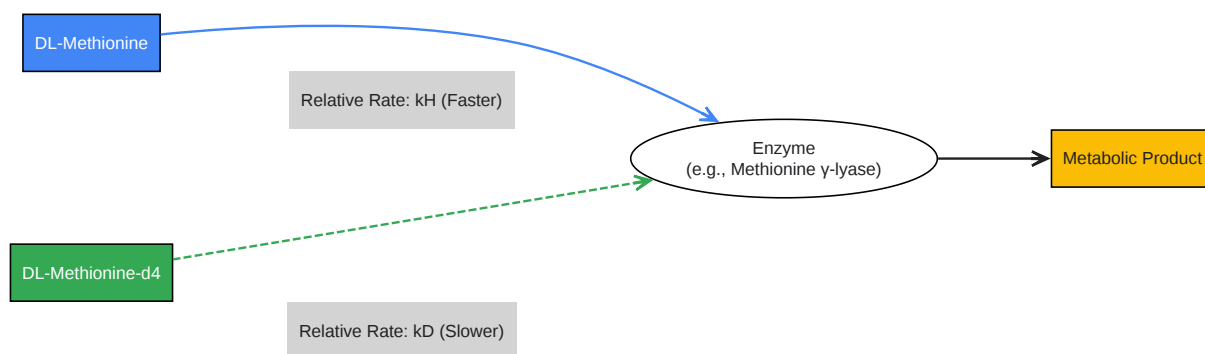 DL-Methionine
Relative Rate: kH (Faster)
Enzyme
(e.g., Methionine γ-lyase)
Metabolic Product
DL-Methionine-d4
Relative Rate: kD (Slower)